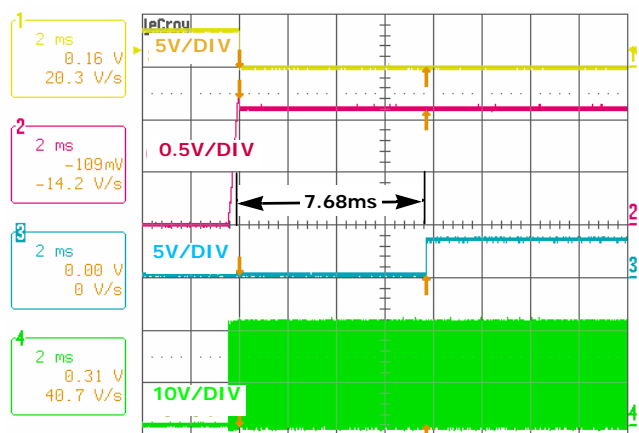 LeCroy
1
2 ms
0.16 V
20.3 V/s
5V/DIV
1
2
2 ms
-109mV
-14.2 V/s
0.5V/DIV
7.68ms
2
3
2 ms
0.00 V
0 V/s
5V/DIV
3
4
2 ms
0.31 V
40.7 V/s
10V/DIV
4